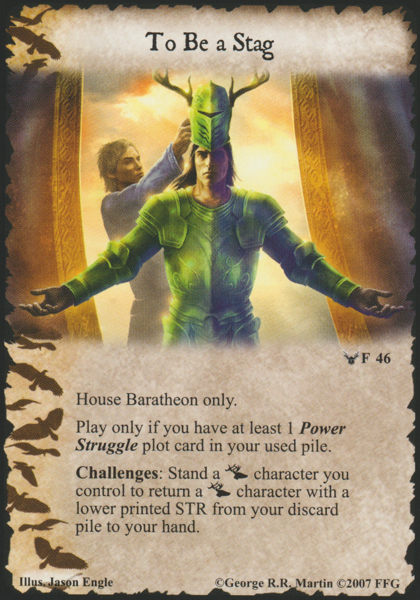 To Be a Stag
F 46
House Baratheon only.
Play only if you have at least 1 Power
Struggle plot card in your used pile.
Challenges: Stand a character you
control to return a character with a
lower printed STR from your discard
pile to your hand.
Illus. Jason Engle ©George R.R. Martin ©2007 FFG